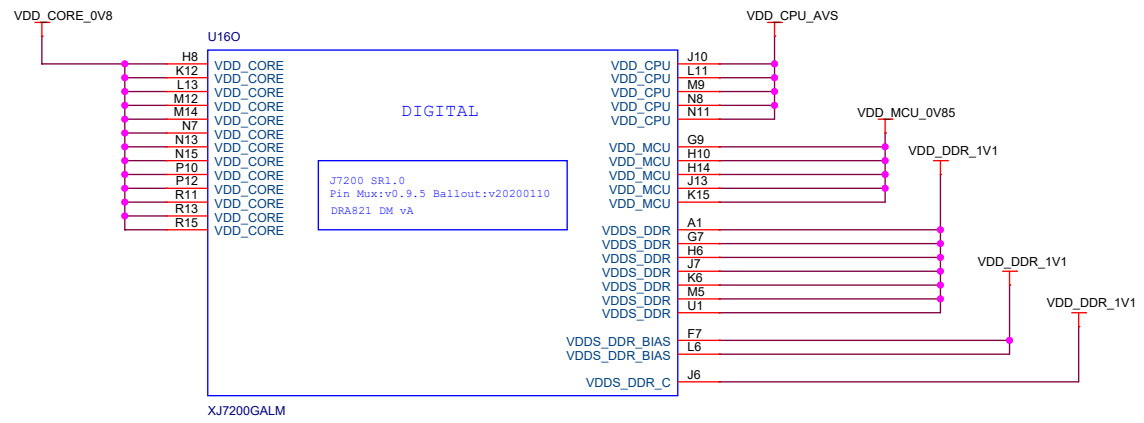 VDD_CORE_0V8
VDD_CPU_AVS
U16O
H8 VDD_CORE
K12 VDD_CORE
L13 VDD_CORE
M12 VDD_CORE
M14 VDD_CORE
N7 VDD_CORE
N13 VDD_CORE
N15 VDD_CORE
P10 VDD_CORE
P12 VDD_CORE
R11 VDD_CORE
R13 VDD_CORE
R15 VDD_CORE
DIGITAL
J7200 SR1.0
Pin Mux:v0.9.5 Ballout:v20200110
DRA821 DM vA
VDD_CPU J10
VDD_CPU L11
VDD_CPU M9
VDD_CPU N8
VDD_CPU N11
VDD_MCU_0V85
VDD_MCU G9
VDD_MCU H10
VDD_MCU H14
VDD_MCU J13
VDD_MCU K15
VDD_DDR_1V1
VDDS_DDR A1
VDDS_DDR G7
VDDS_DDR H6
VDDS_DDR J7
VDDS_DDR K6
VDDS_DDR M5
VDDS_DDR U1
VDD_DDR_1V1
VDDS_DDR_BIAS F7
VDDS_DDR_BIAS L6
VDD_DDR_1V1
VDDS_DDR_C J6
XJ7200GALM